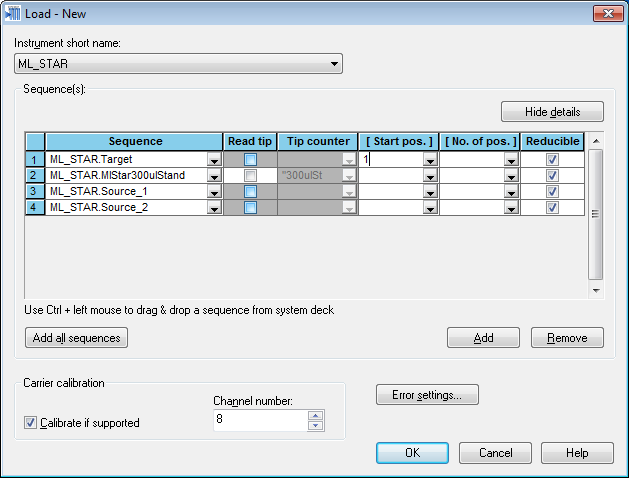 Load - New
Instrument short name:
ML_STAR
Sequence(s):
Hide details
Sequence Read tip Tip counter [ Start pos. ] [ No. of pos. ] Reducible
1 ML_STAR.Target 1
2 ML_STAR.MlStar300ulStand "300ulSt
3 ML_STAR.Source_1
4 ML_STAR.Source_2
Use Ctrl + left mouse to drag & drop a sequence from system deck
Add all sequences Add Remove
Carrier calibration
Channel number:
Error settings...
Calibrate if supported 8
OK Cancel Help